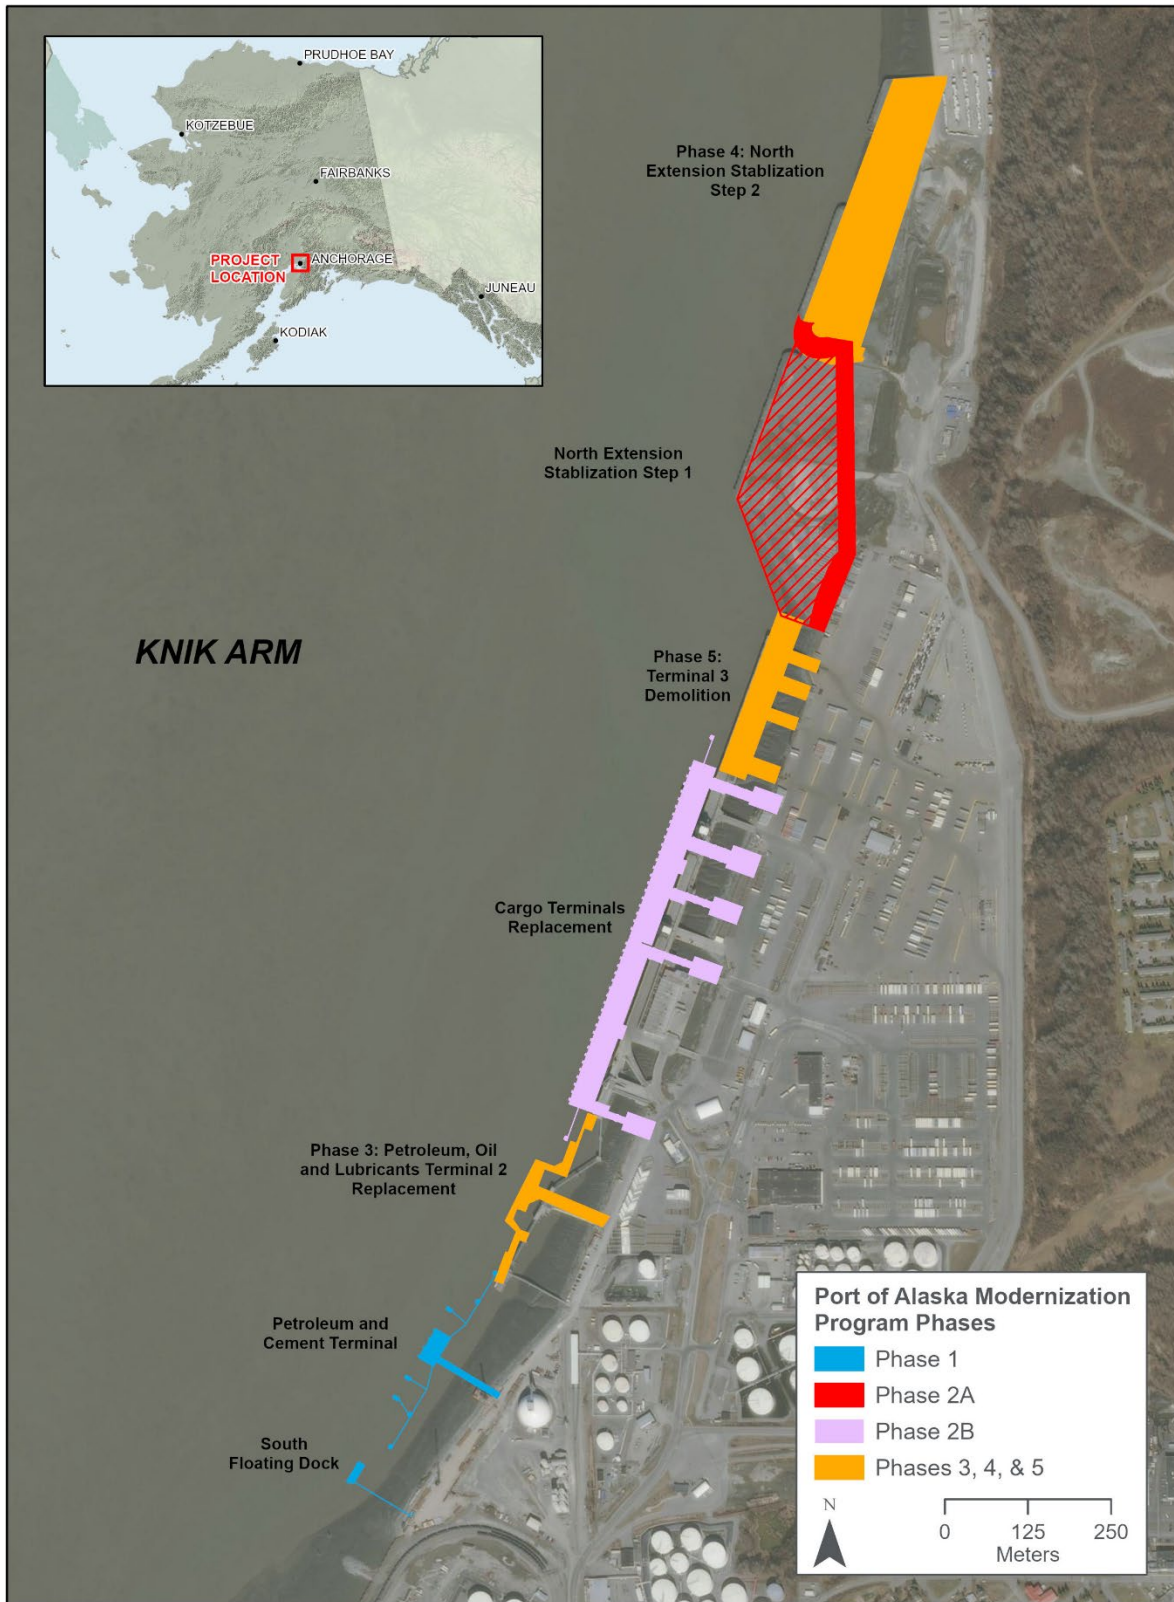 PRUDHOE BAY
KOTZEBUE
FAIRBANKS
PROJECT
LOCATION
ANCHORAGE
JUNEAU
KODIAK
Phase 4: North
Extension Stablization
Step 2
North Extension
Stablization Step 1
KNIK ARM
Phase 5:
Terminal 3
Demolition
Cargo Terminals
Replacement
Phase 3: Petroleum, Oil
and Lubricants Terminal 2
Replacement
Petroleum and
Cement Terminal
South
Floating Dock
Port of Alaska Modernization
Program Phases
Phase 1
Phase 2A
Phase 2B
Phases 3, 4, & 5
N
0 125 250
Meters